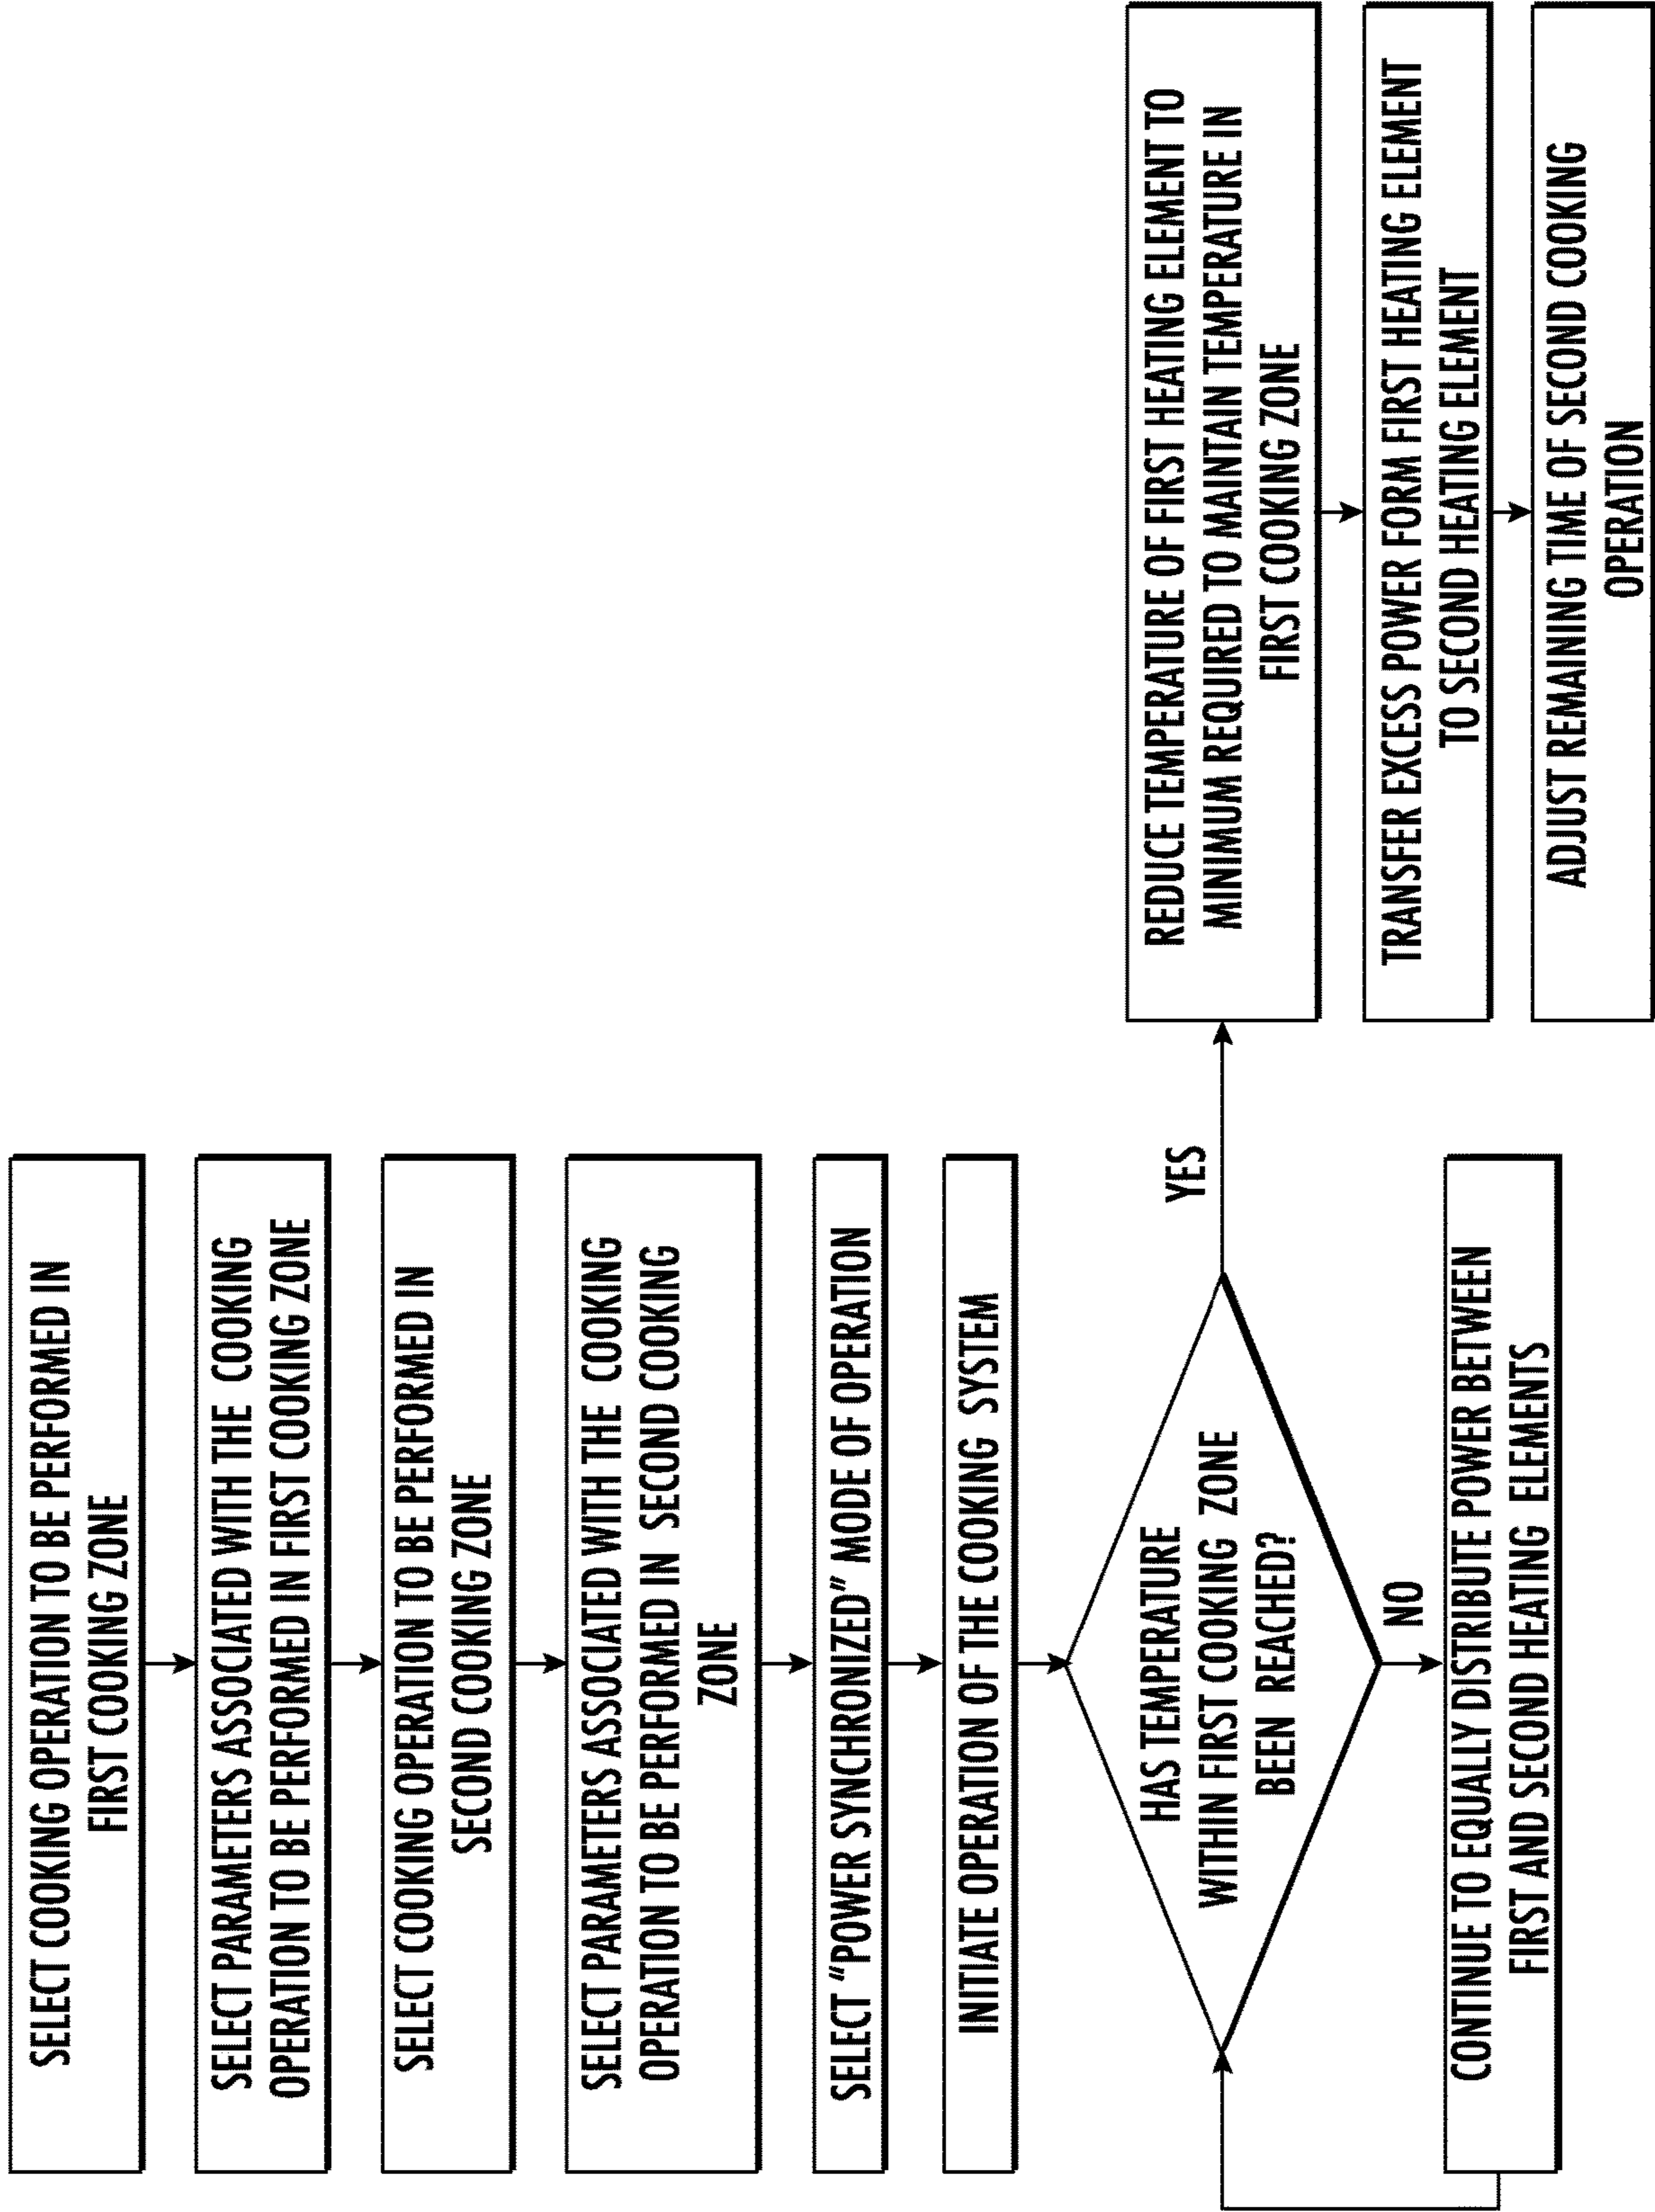 SELECT COOKING OPERATION TO BE PERFORMED IN
FIRST COOKING ZONE
SELECT PARAMETERS ASSOCIATED WITH THE COOKING
OPERATION TO BE PERFORMED IN FIRST COOKING ZONE
SELECT COOKING OPERATION TO BE PERFORMED IN
SECOND COOKING ZONE
SELECT PARAMETERS ASSOCIATED WITH THE COOKING
OPERATION TO BE PERFORMED IN SECOND COOKING
ZONE
SELECT “POWER SYNCHRONIZED” MODE OF OPERATION
INITIATE OPERATION OF THE COOKING SYSTEM
HAS TEMPERATURE
WITHIN FIRST COOKING ZONE
BEEN REACHED?
YES
NO
CONTINUE TO EQUALLY DISTRIBUTE POWER BETWEEN
FIRST AND SECOND HEATING ELEMENTS
REDUCE TEMPERATURE OF FIRST HEATING ELEMENT TO
MINIMUM REQUIRED TO MAINTAIN TEMPERATURE IN
FIRST COOKING ZONE
TRANSFER EXCESS POWER FORM FIRST HEATING ELEMENT
TO SECOND HEATING ELEMENT
ADJUST REMAINING TIME OF SECOND COOKING
OPERATION